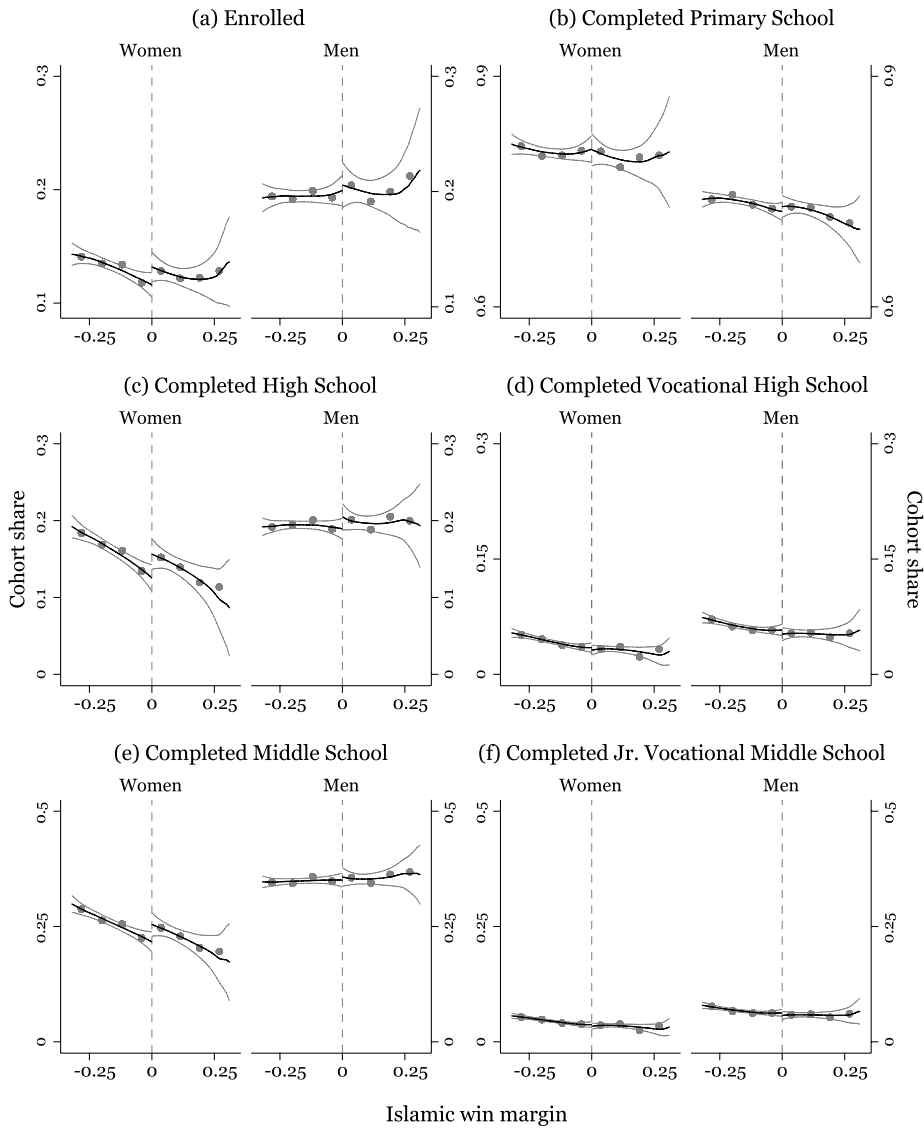 (a) Enrolled
(b) Completed Primary School
Women
Men
Women
Men
0.3
0.2
0.1
0.3
0.2
0.1
0.9
0.6
0.9
0.6
-0.25 0 0.25
-0.25 0 0.25
-0.25 0 0.25
-0.25 0 0.25
(c) Completed High School
(d) Completed Vocational High School
Women
Men
Women
Men
Cohort share
0.3
0.2
0.1
0
0.3
0.2
0.1
0
0.3
0.15
0
0.3
0.15
0
Cohort share
-0.25 0 0.25
-0.25 0 0.25
-0.25 0 0.25
-0.25 0 0.25
(e) Completed Middle School
(f) Completed Jr. Vocational Middle School
Women
Men
Women
Men
0.5
0.25
0
0.5
0.25
0
0.5
0.25
0
0.5
0.25
0
-0.25 0 0.25
-0.25 0 0.25
-0.25 0 0.25
-0.25 0 0.25
Islamic win margin